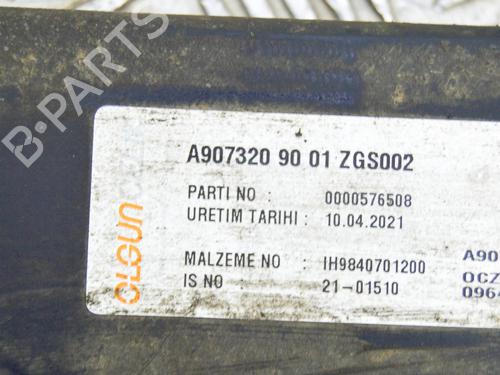 B-Parts
A907320 90 01 ZGS002
PARTI NO : 0000576508
URETIM TARIHI : 10.04.2021
MALZEME NO : IH9840701200
IS NO : 21-01510
OLGUN
A90
OCZ
0964